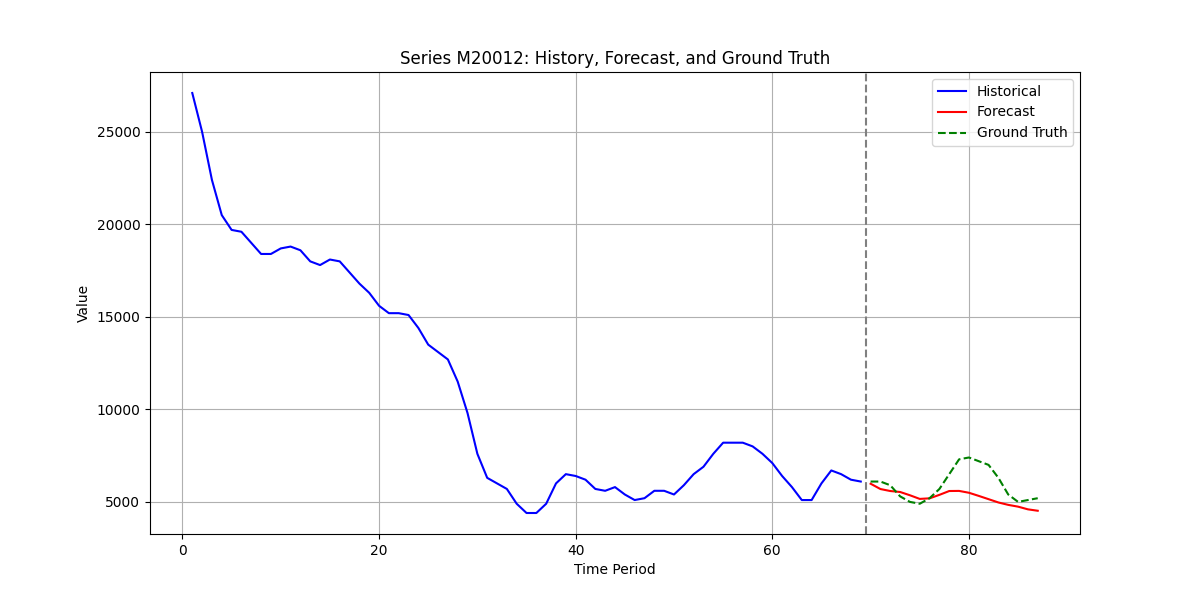 Series M20012: History, Forecast, and Ground Truth
Historical
Forecast
Ground Truth
25000
20000
15000
10000
5000
Value
0
20
40
60
80
Time Period